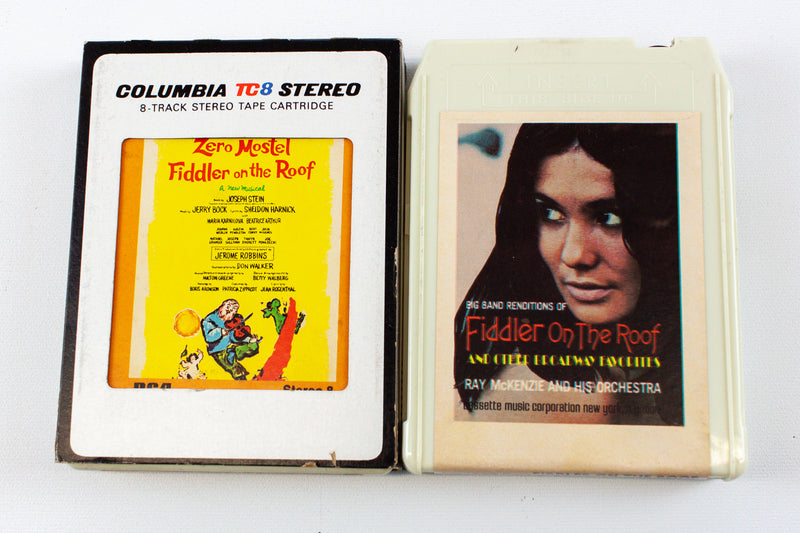 COLUMBIA TC8 STEREO
8-TRACK STEREO TAPE CARTRIDGE
Zero Mostel
Fiddler on the Roof
A new Musical
JOSEPH STEIN
JERRY BOCK SHELDON HARNICK
MARIA KARNILOVA BEATRICE ARTHUR
JEROME ROBBINS
DON WALKER
MILTON GREENE BETTY WALBERG
BORIS ARONSON PATRICIA ZIPPRODT JEAN ROSENTHAL
Stereo 8
INSERT
THIS SIDE UP
BIG BAND RENDITIONS OF
Fiddler On The Roof
AND OTHER BROADWAY FAVORITES
RAY McKENZIE AND HIS ORCHESTRA
cassette music corporation new york